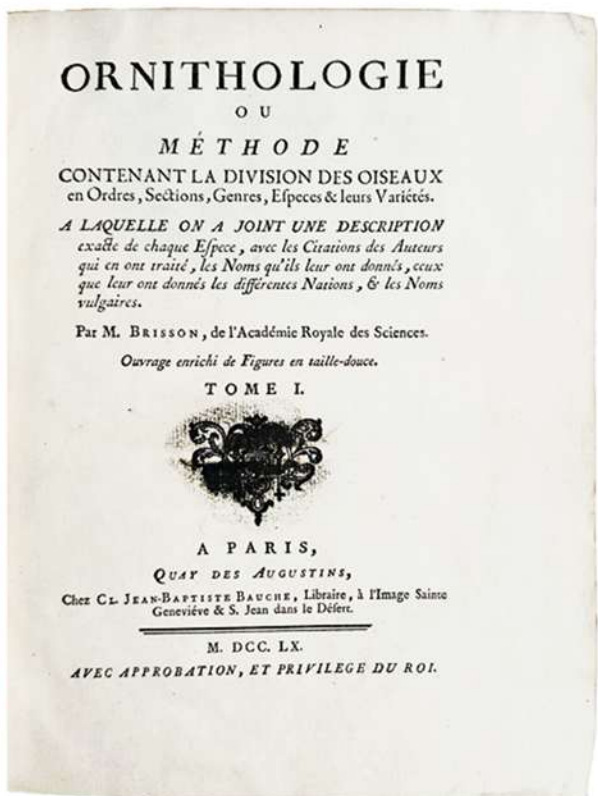 ORNITHOLOGIE
OU
MÉTHODE
CONTENANT LA DIVISION DES OISEAUX
en Ordres, Sections, Genres, Eſpeces & leurs Variétés.
A LAQUELLE ON A JOINT UNE DESCRIPTION
exacte de chaque Eſpece, avec les Citations des Auteurs
qui en ont traité, les Noms qu'ils leur ont donnés, ceux
que leur ont donnés les différentes Nations, & les Noms
vulgaires.
Par M. BRISSON, de l'Académie Royale des Sciences.
Ouvrage enrichi de Figures en taille-douce.
TOME I.
A PARIS,
QUAY DES AUGUSTINS,
Chez CL. JEAN-BAPTISTE BAUCHE, Libraire, à l'Image Sainte
Geneviéve & S. Jean dans le Déſert.
M. DCC. LX.
AVEC APPROBATION, ET PRIVILEGE DU ROI.